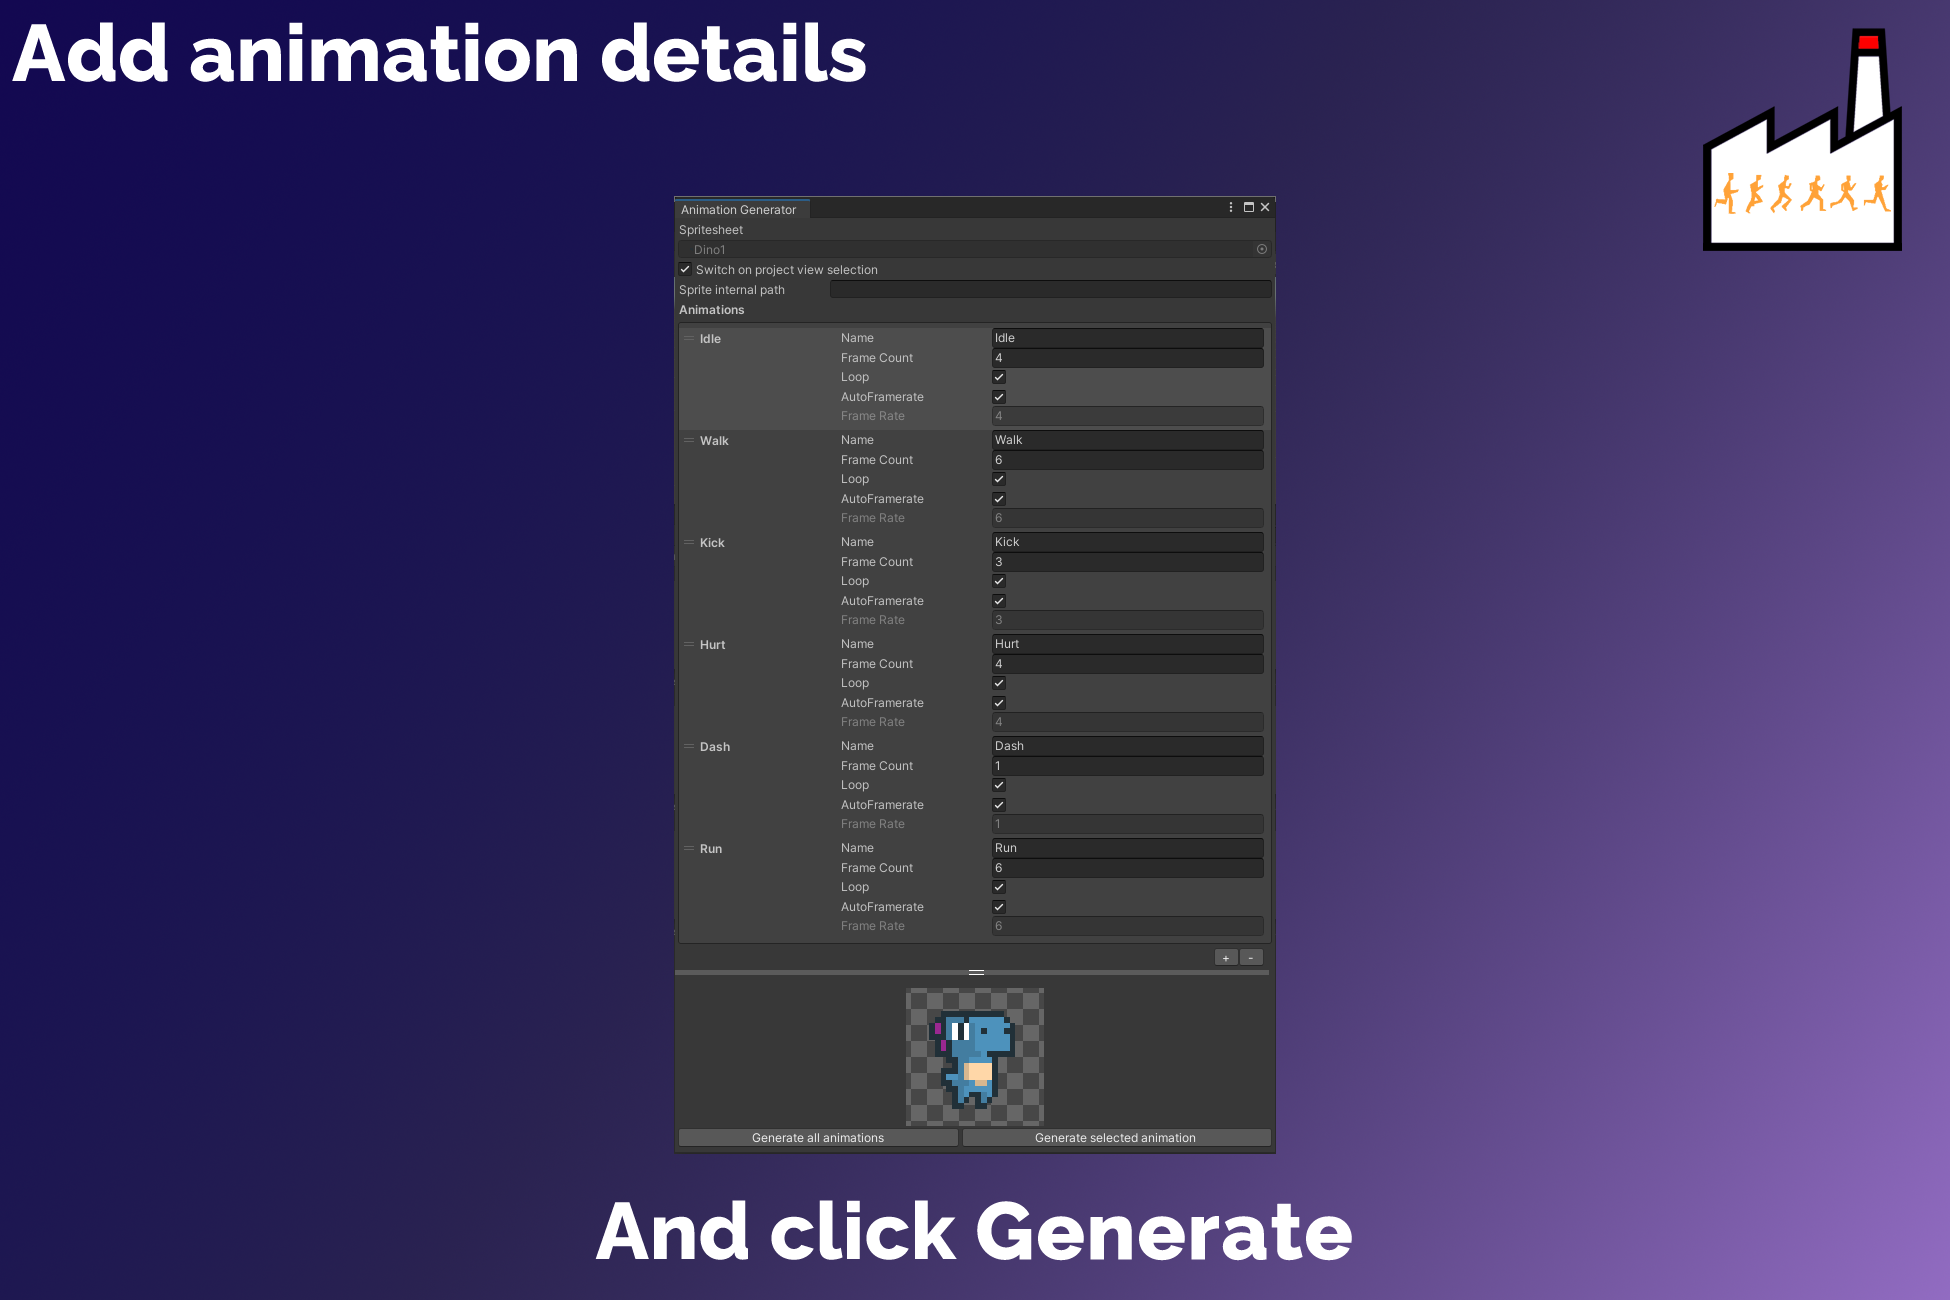 Add animation details
Animation Generator
Spritesheet
Dino1
Switch on project view selection
Sprite internal path
Animations
Idle
Name Idle
Frame Count 4
Loop
AutoFramerate
Frame Rate 4
Walk
Name Walk
Frame Count 6
Loop
AutoFramerate
Frame Rate 6
Kick
Name Kick
Frame Count 3
Loop
AutoFramerate
Frame Rate 3
Hurt
Name Hurt
Frame Count 4
Loop
AutoFramerate
Frame Rate 4
Dash
Name Dash
Frame Count 1
Loop
AutoFramerate
Frame Rate 1
Run
Name Run
Frame Count 6
Loop
AutoFramerate
Frame Rate 6
+ -
Generate all animations Generate selected animation
And click Generate